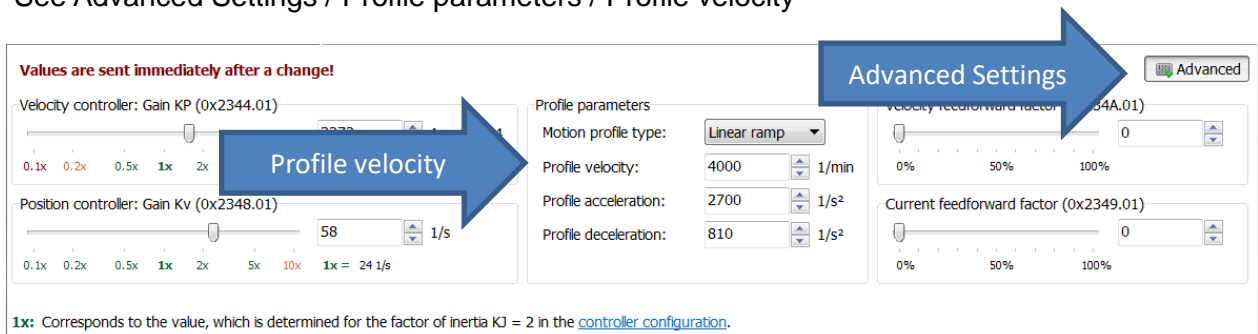 See Advanced Settings / Profile parameters / Profile velocity
Values are sent immediately after a change!
Advanced Settings
Advanced
Velocity controller: Gain KP (0x2344.01)
0.1x 0.2x 0.5x 1x 2x
Profile velocity
Position controller: Gain Kv (0x2348.01)
58 1/s
0.1x 0.2x 0.5x 1x 2x 5x 10x 1x = 24 1/s
Profile parameters
Motion profile type: Linear ramp
Profile velocity: 4000 1/min
Profile acceleration: 2700 1/s²
Profile deceleration: 810 1/s²
0
0% 50% 100%
Current feedforward factor (0x2349.01)
0
0% 50% 100%
1x: Corresponds to the value, which is determined for the factor of inertia KJ = 2 in the controller configuration.